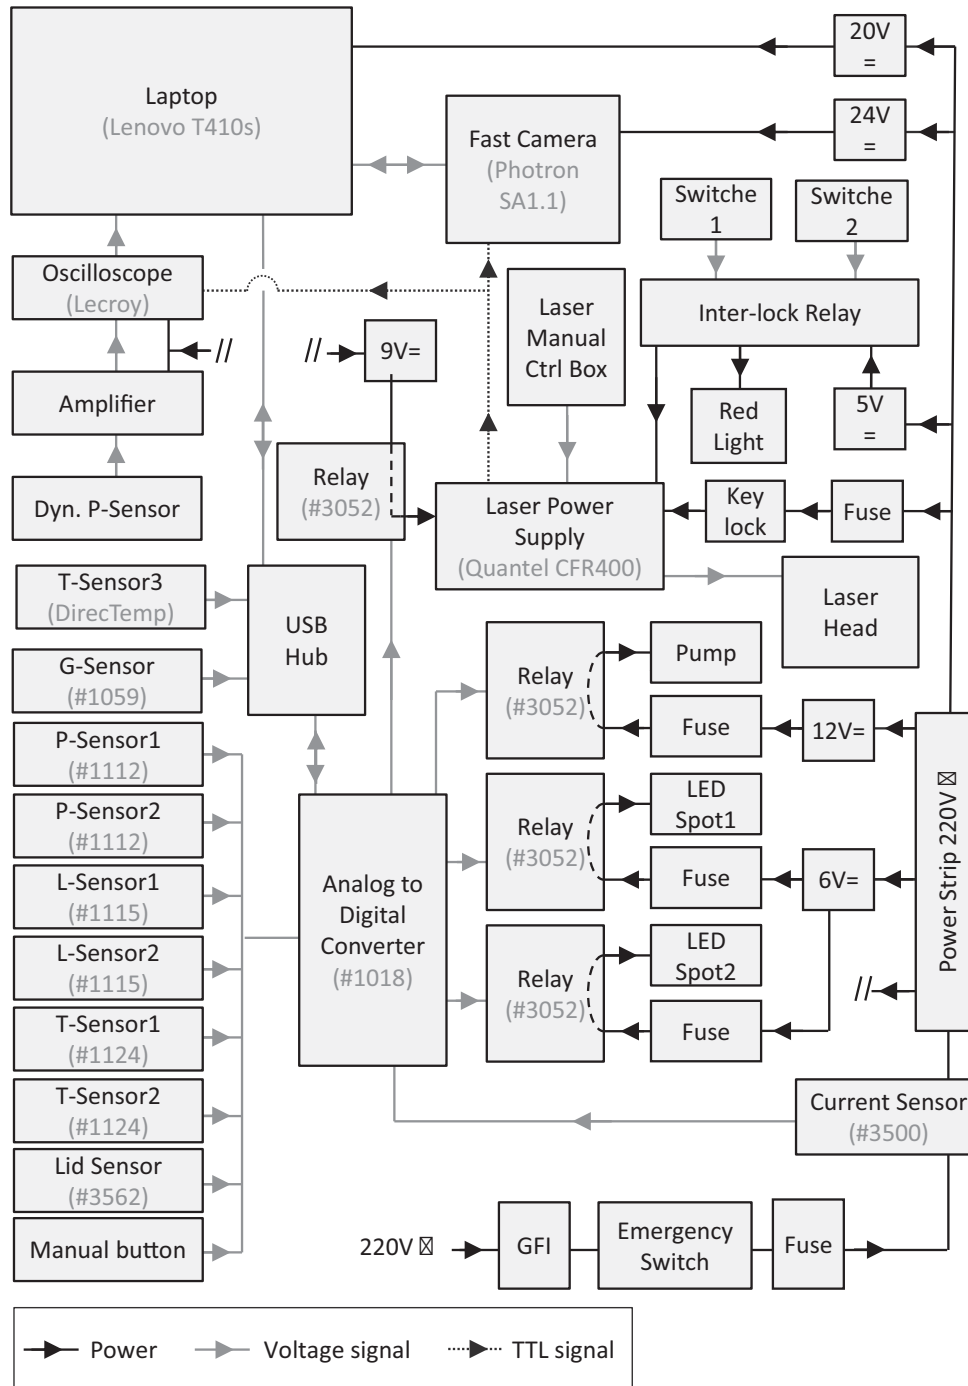 Laptop
(Lenovo T410s)
20V
=
Fast Camera
(Photron
SA1.1)
24V
=
Switche
1
Switche
2
Oscilloscope
(Lecroy)
Laser
Manual
Ctrl Box
Inter-lock Relay
//
//
9V=
Amplifier
Red
Light
5V
=
Dyn. P-Sensor
Relay
(#3052)
Laser Power
Supply
(Quantel CFR400)
Key
lock
Fuse
T-Sensor3
(DirecTemp)
USB
Hub
Laser
Head
G-Sensor
(#1059)
Relay
(#3052)
Pump
Fuse
12V=
P-Sensor1
(#1112)
P-Sensor2
(#1112)
Relay
(#3052)
LED
Spot1
Fuse
6V=
Power Strip 220V
L-Sensor1
(#1115)
Analog to
Digital
Converter
(#1018)
L-Sensor2
(#1115)
Relay
(#3052)
LED
Spot2
Fuse
//
T-Sensor1
(#1124)
T-Sensor2
(#1124)
Current Sensor
(#3500)
Lid Sensor
(#3562)
Manual button
220V
GFI
Emergency
Switch
Fuse
Power
Voltage signal
TTL signal